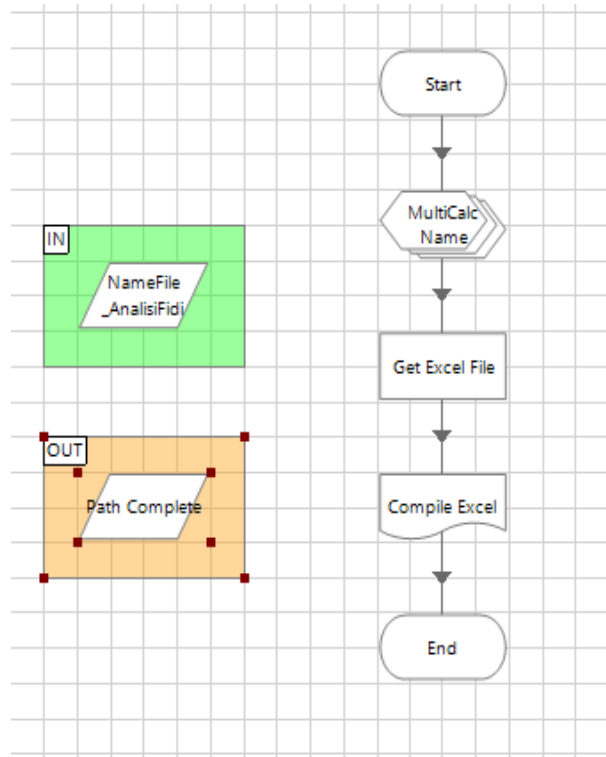 Start
MultiCalc
Name
IN
NameFile
_AnalisiFidi
Get Excel File
OUT
Path Complete
Compile Excel
End